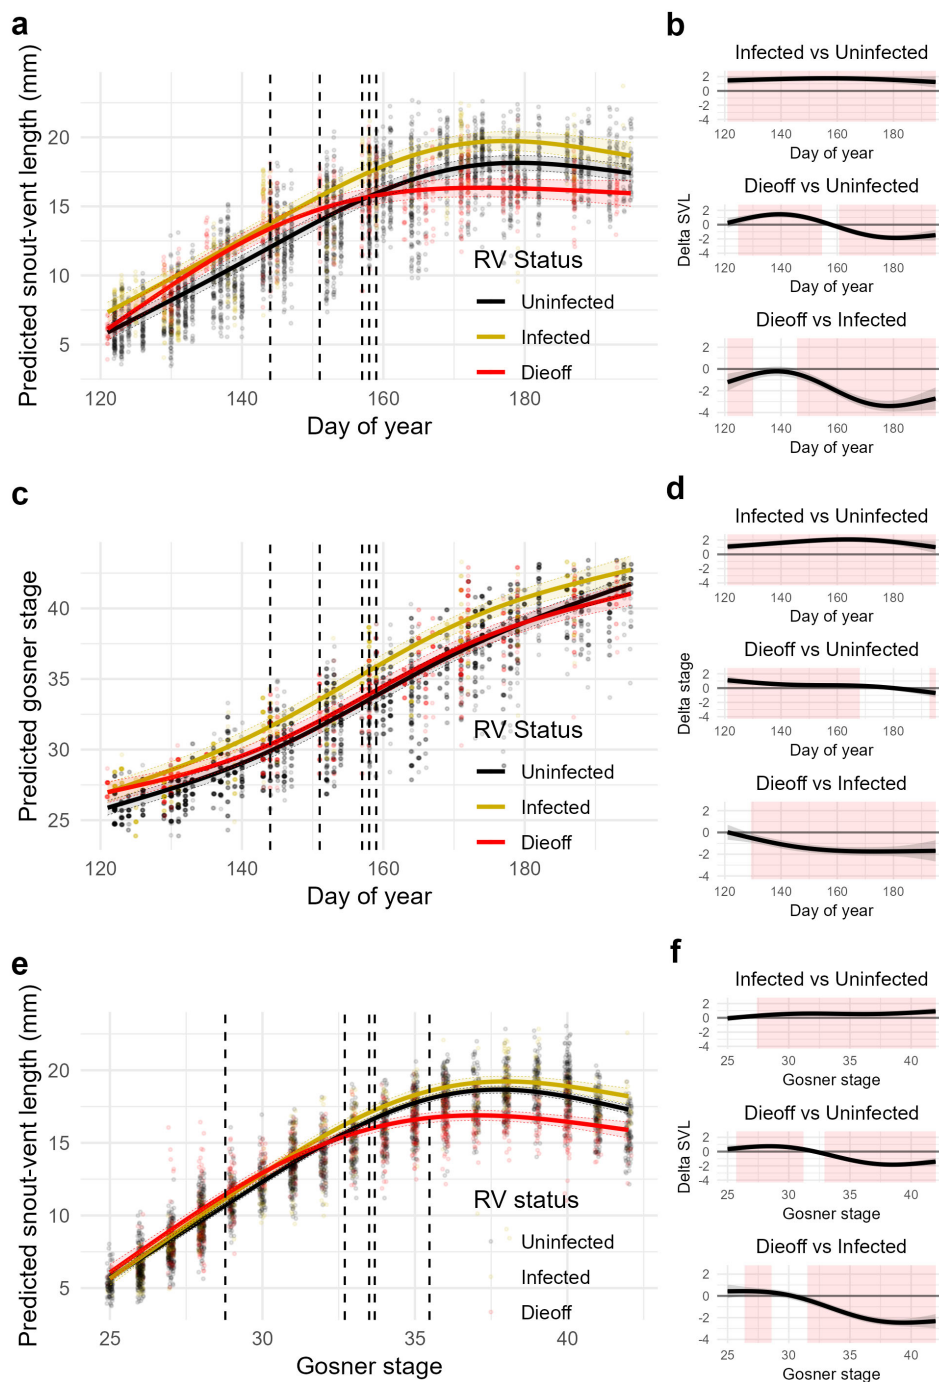 a
Predicted snout-vent length (mm)
20
15
10
5
120
140
160
180
Day of year
RV Status
Uninfected
Infected
Dieoff
b
Infected vs Uninfected
2
0
-2
-4
120
140
160
180
Day of year
Dieoff vs Uninfected
Delta SVL
2
0
-2
-4
120
140
160
180
Day of year
Dieoff vs Infected
2
0
-2
-4
120
140
160
180
Day of year
c
Predicted gosner stage
40
35
30
25
120
140
160
180
Day of year
RV Status
Uninfected
Infected
Dieoff
d
Infected vs Uninfected
2
0
-2
-4
120
140
160
180
Day of year
Dieoff vs Uninfected
Delta stage
2
0
-2
-4
120
140
160
180
Day of year
Dieoff vs Infected
2
0
-2
-4
120
140
160
180
Day of year
e
Predicted snout-vent length (mm)
20
15
10
5
25
30
35
40
Gosner stage
RV status
Uninfected
Infected
Dieoff
f
Infected vs Uninfected
2
0
-2
-4
25
30
35
40
Gosner stage
Dieoff vs Uninfected
Delta SVL
2
0
-2
-4
25
30
35
40
Gosner stage
Dieoff vs Infected
2
0
-2
-4
25
30
35
40
Gosner stage